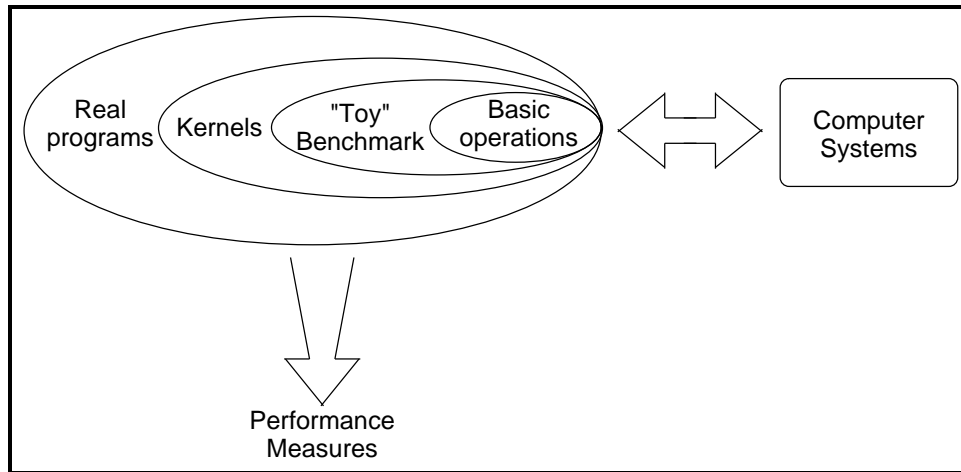 Real
programs
Kernels
"Toy"
Benchmark
Basic
operations
Computer
Systems
Performance
Measures